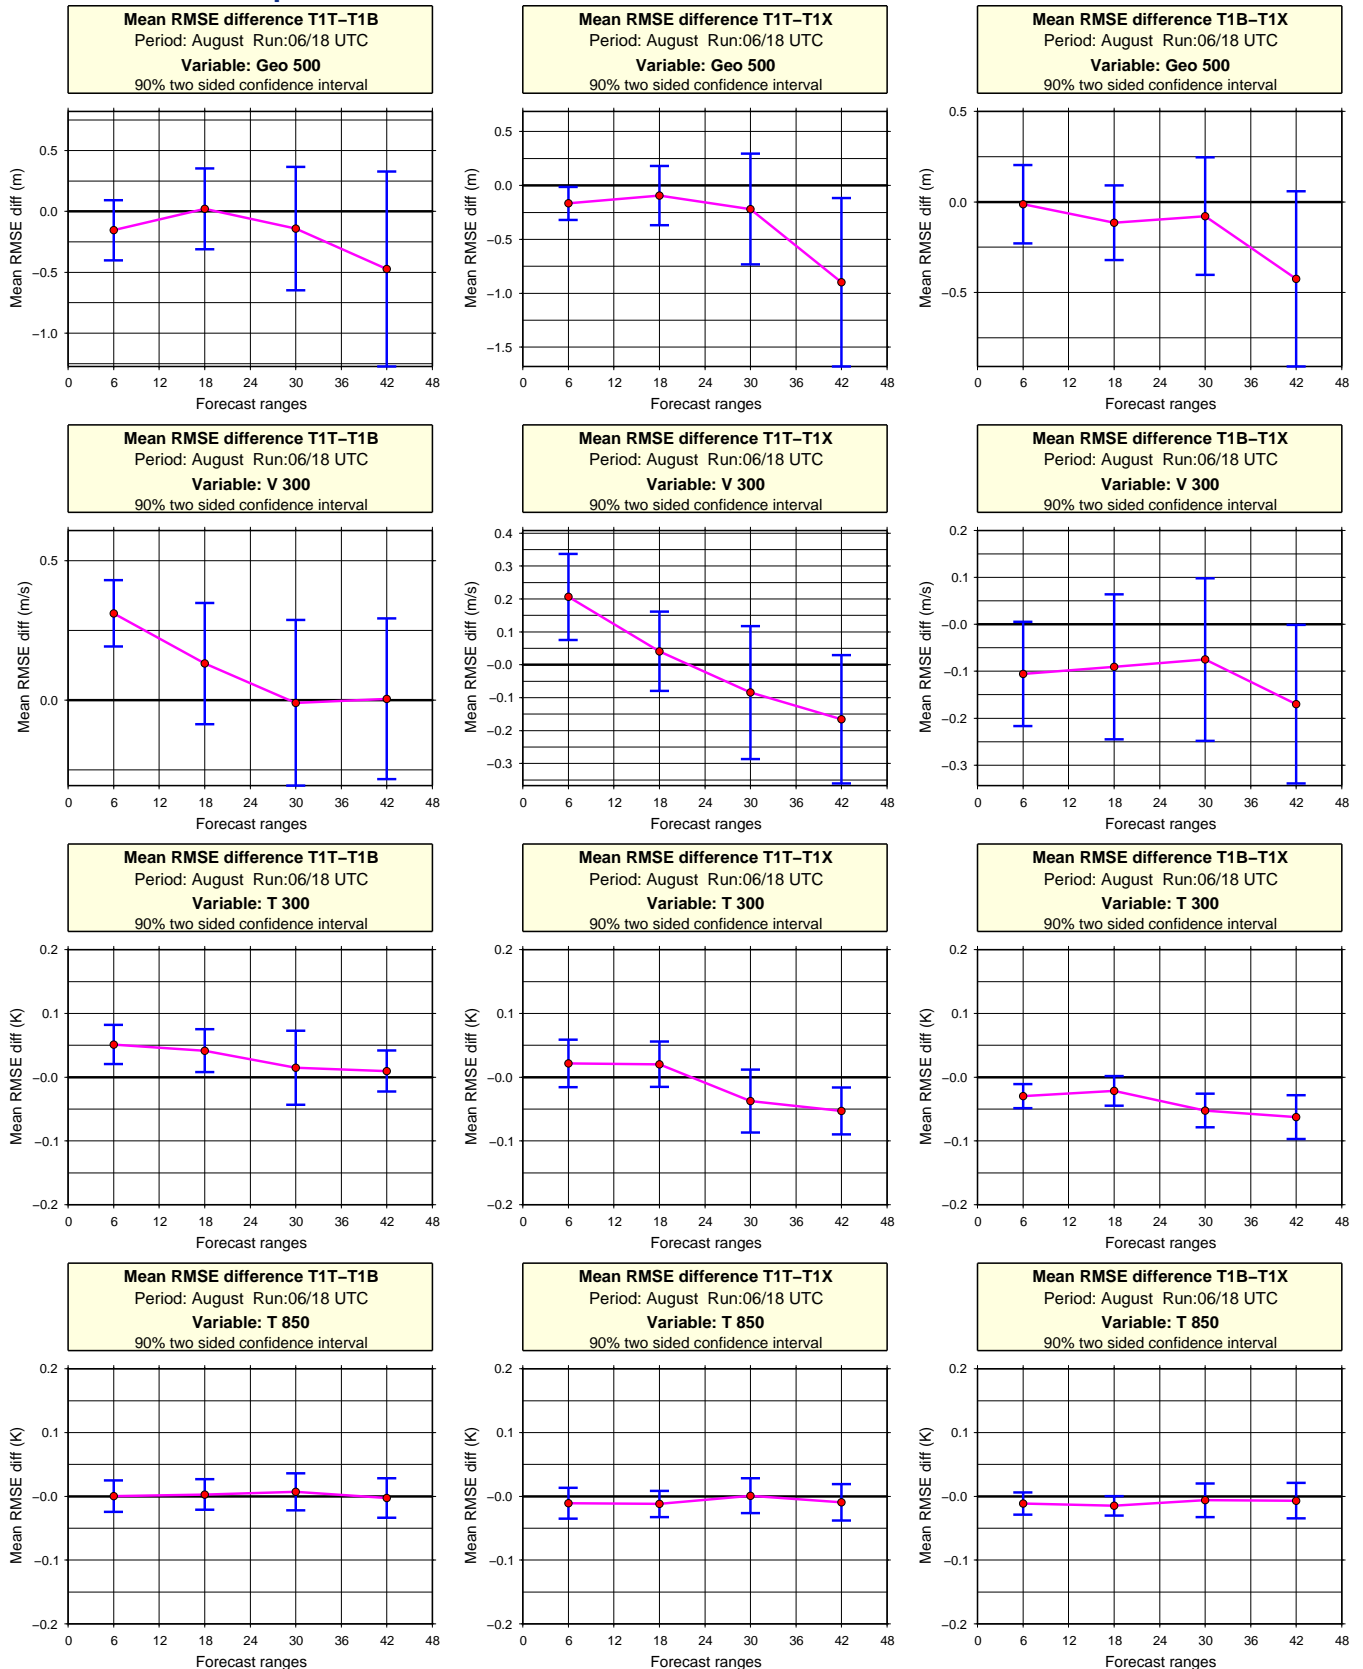 Mean RMSE difference T1T−T1B
Period: August Run:06/18 UTC
Variable: Geo 500
90% two sided confidence interval
Mean RMSE diff (m)
0.5
0.0
−0.5
−1.0
0 6 12 18 24 30 36 42 48
Forecast ranges
Mean RMSE difference T1T−T1X
Period: August Run:06/18 UTC
Variable: Geo 500
90% two sided confidence interval
Mean RMSE diff (m)
0.5
0.0
−0.5
−1.0
−1.5
0 6 12 18 24 30 36 42 48
Forecast ranges
Mean RMSE difference T1B−T1X
Period: August Run:06/18 UTC
Variable: Geo 500
90% two sided confidence interval
Mean RMSE diff (m)
0.5
0.0
−0.5
0 6 12 18 24 30 36 42 48
Forecast ranges
Mean RMSE difference T1T−T1B
Period: August Run:06/18 UTC
Variable: V 300
90% two sided confidence interval
Mean RMSE diff (m/s)
0.5
0.0
0 6 12 18 24 30 36 42 48
Forecast ranges
Mean RMSE difference T1T−T1X
Period: August Run:06/18 UTC
Variable: V 300
90% two sided confidence interval
Mean RMSE diff (m/s)
0.4
0.3
0.2
0.1
−0.0
−0.1
−0.2
−0.3
0 6 12 18 24 30 36 42 48
Forecast ranges
Mean RMSE difference T1B−T1X
Period: August Run:06/18 UTC
Variable: V 300
90% two sided confidence interval
Mean RMSE diff (m/s)
0.2
0.1
−0.0
−0.1
−0.2
−0.3
0 6 12 18 24 30 36 42 48
Forecast ranges
Mean RMSE difference T1T−T1B
Period: August Run:06/18 UTC
Variable: T 300
90% two sided confidence interval
Mean RMSE diff (K)
0.2
0.1
−0.0
−0.1
−0.2
0 6 12 18 24 30 36 42 48
Forecast ranges
Mean RMSE difference T1T−T1X
Period: August Run:06/18 UTC
Variable: T 300
90% two sided confidence interval
Mean RMSE diff (K)
0.2
0.1
−0.0
−0.1
−0.2
0 6 12 18 24 30 36 42 48
Forecast ranges
Mean RMSE difference T1B−T1X
Period: August Run:06/18 UTC
Variable: T 300
90% two sided confidence interval
Mean RMSE diff (K)
0.2
0.1
−0.0
−0.1
−0.2
0 6 12 18 24 30 36 42 48
Forecast ranges
Mean RMSE difference T1T−T1B
Period: August Run:06/18 UTC
Variable: T 850
90% two sided confidence interval
Mean RMSE diff (K)
0.2
0.1
−0.0
−0.1
−0.2
0 6 12 18 24 30 36 42 48
Forecast ranges
Mean RMSE difference T1T−T1X
Period: August Run:06/18 UTC
Variable: T 850
90% two sided confidence interval
Mean RMSE diff (K)
0.2
0.1
−0.0
−0.1
−0.2
0 6 12 18 24 30 36 42 48
Forecast ranges
Mean RMSE difference T1B−T1X
Period: August Run:06/18 UTC
Variable: T 850
90% two sided confidence interval
Mean RMSE diff (K)
0.2
0.1
−0.0
−0.1
−0.2
0 6 12 18 24 30 36 42 48
Forecast ranges